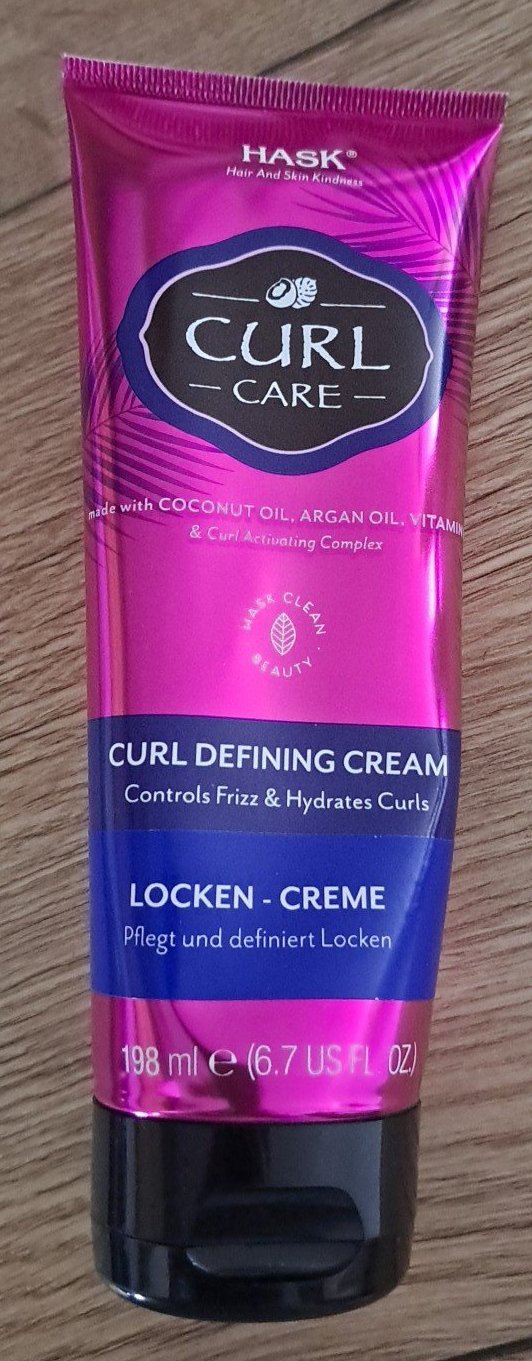 HASK®
Hair And Skin Kindness
CURL
CARE
made with COCONUT OIL, ARGAN OIL, VITAMIN
& Curl Activating Complex
HASK CLEAN BEAUTY
CURL DEFINING CREAM
Controls Frizz & Hydrates Curls
LOCKEN - CREME
Pflegt und definiert Locken
198 ml ℮ (6.7 US FL. OZ.)